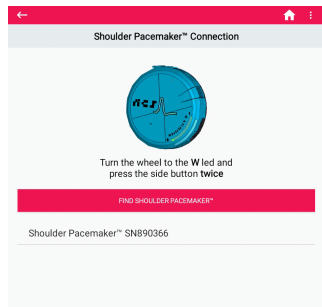 Shoulder Pacemaker™ Connection
Turn the wheel to the W led and
press the side button twice
FIND SHOULDER PACEMAKER™
Shoulder Pacemaker™ SN890366